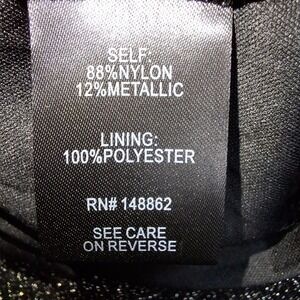 SELF:
88%NYLON
12%METALLIC
LINING:
100%POLYESTER
RN# 148862
SEE CARE
ON REVERSE